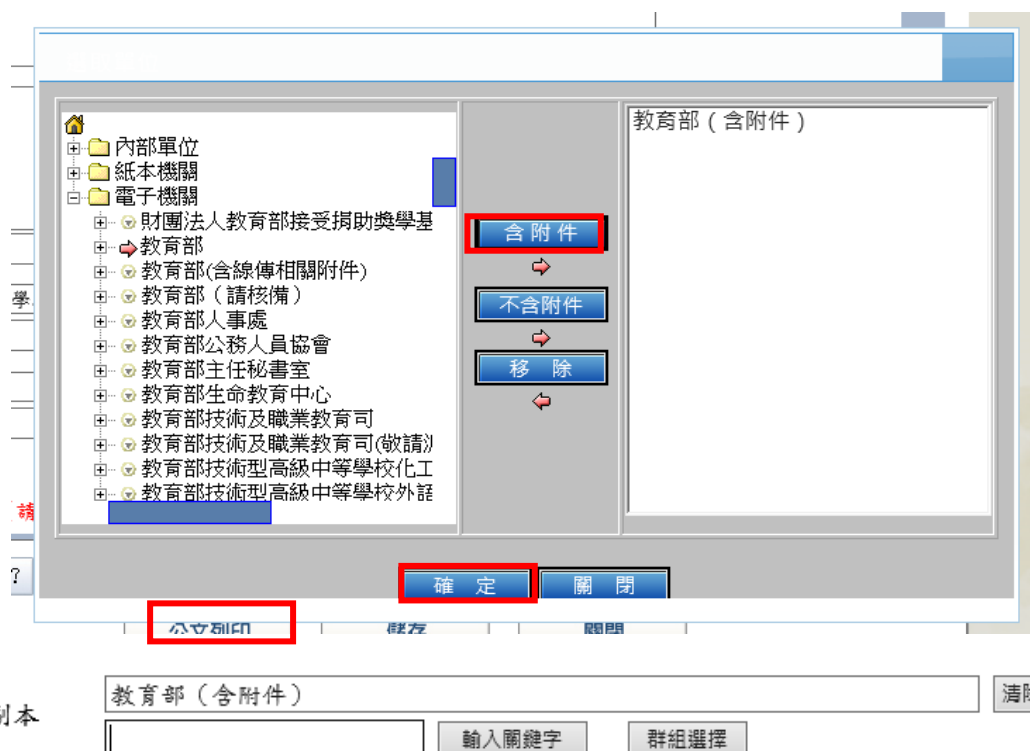 內部單位
紙本機關
電子機關
財團法人教育部接受捐助獎學基
教育部
教育部(含線傳相關附件)
教育部（請核備）
教育部人事處
教育部公務人員協會
教育部主任秘書室
教育部生命教育中心
教育部技術及職業教育司
教育部技術及職業教育司(敬請
教育部技術型高級中等學校化工
教育部技術型高級中等學校外語
含附件
不含附件
移 除
教育部（含附件）
確 定
關 閉
學
請
?
公文列印
儲存
關閉
本
教育部（含附件）
清除
輸入關鍵字
群組選擇